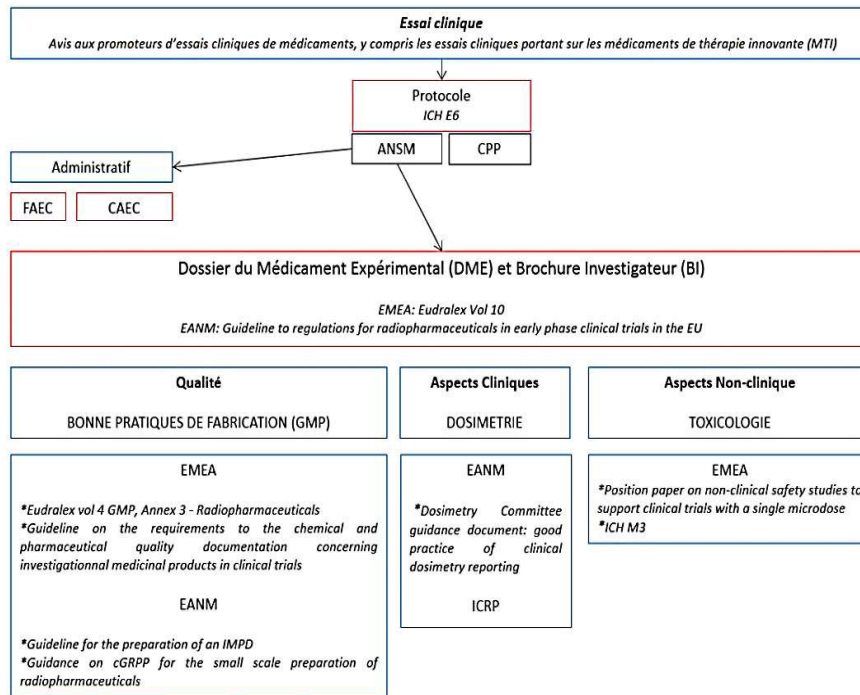 Essai clinique
Avis aux promoteurs d'essais cliniques de médicaments, y compris les essais cliniques portant sur les médicaments de thérapie innovante (MTI)
Protocole
ICH E6
ANSM
CPP
Administratif
FAEC
CAEC
Dossier du Médicament Expérimental (DME) et Brochure Investigateur (BI)
EMEA: Eudralex Vol 10
EANM: Guideline to regulations for radiopharmaceuticals in early phase clinical trials in the EU
Qualité
BONNE PRATIQUES DE FABRICATION (GMP)
Aspects Cliniques
DOSIMETRIE
Aspects Non-clinique
TOXICOLOGIE
EMEA
*Eudralex vol 4 GMP, Annex 3 - Radiopharmaceuticals
*Guideline on the requirements to the chemical and
pharmaceutical quality documentation concerning
investigationnal medicinal products in clinical trials
EANM
*Guideline for the preparation of an IMPD
*Guidance on cGRPP for the small scale preparation of
radiopharmaceuticals
EANM
*Dosimetry Committee
guidance document: good
practice of clinical
dosimetry reporting
ICRP
EMEA
*Position paper on non-clinical safety studies to
support clinical trials with a single microdose
*ICH M3